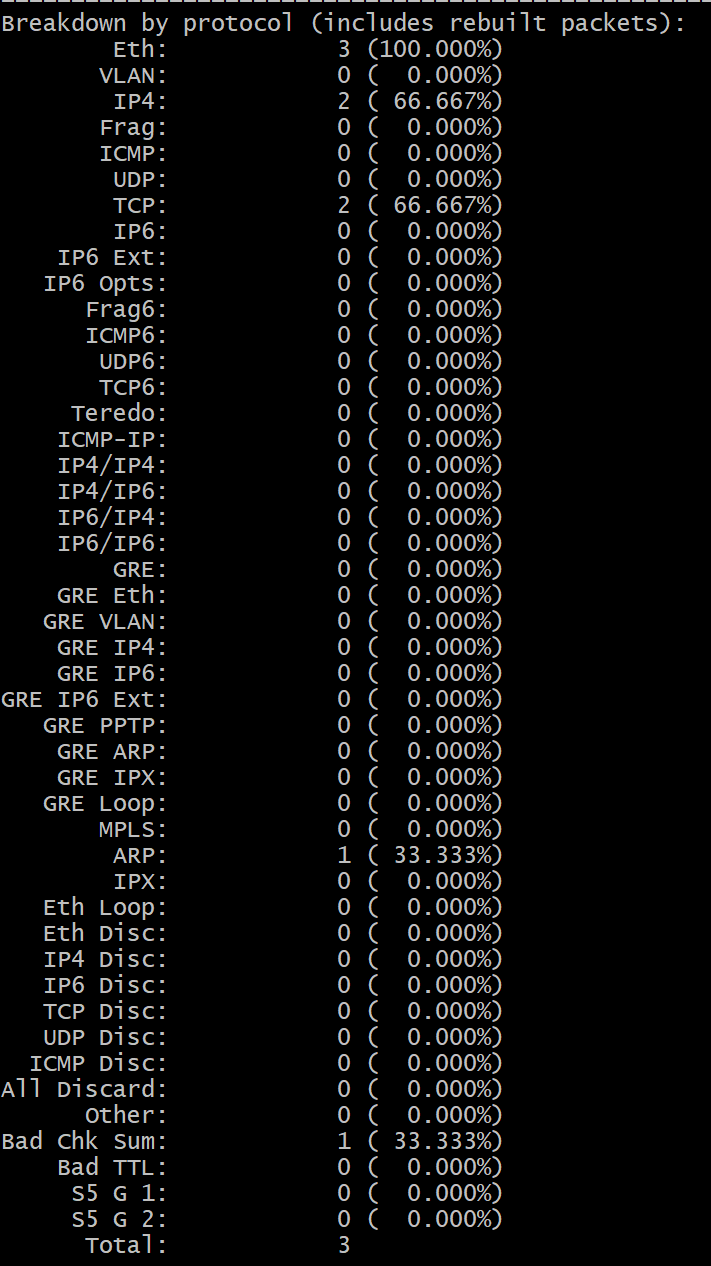 Breakdown by protocol (includes rebuilt packets):
        Eth:            3 (100.000%)
       VLAN:            0 (  0.000%)
        IP4:            2 ( 66.667%)
       Frag:            0 (  0.000%)
       ICMP:            0 (  0.000%)
        UDP:            0 (  0.000%)
        TCP:            2 ( 66.667%)
        IP6:            0 (  0.000%)
    IP6 Ext:            0 (  0.000%)
   IP6 Opts:            0 (  0.000%)
      Frag6:            0 (  0.000%)
      ICMP6:            0 (  0.000%)
       UDP6:            0 (  0.000%)
       TCP6:            0 (  0.000%)
     Teredo:            0 (  0.000%)
    ICMP-IP:            0 (  0.000%)
    IP4/IP4:            0 (  0.000%)
    IP4/IP6:            0 (  0.000%)
    IP6/IP4:            0 (  0.000%)
    IP6/IP6:            0 (  0.000%)
        GRE:            0 (  0.000%)
    GRE Eth:            0 (  0.000%)
   GRE VLAN:            0 (  0.000%)
    GRE IP4:            0 (  0.000%)
    GRE IP6:            0 (  0.000%)
GRE IP6 Ext:            0 (  0.000%)
   GRE PPTP:            0 (  0.000%)
    GRE ARP:            0 (  0.000%)
    GRE IPX:            0 (  0.000%)
   GRE Loop:            0 (  0.000%)
       MPLS:            0 (  0.000%)
        ARP:            1 ( 33.333%)
        IPX:            0 (  0.000%)
   Eth Loop:            0 (  0.000%)
   Eth Disc:            0 (  0.000%)
   IP4 Disc:            0 (  0.000%)
   IP6 Disc:            0 (  0.000%)
   TCP Disc:            0 (  0.000%)
   UDP Disc:            0 (  0.000%)
  ICMP Disc:            0 (  0.000%)
All Discard:            0 (  0.000%)
      Other:            0 (  0.000%)
Bad Chk Sum:            1 ( 33.333%)
    Bad TTL:            0 (  0.000%)
     S5 G 1:            0 (  0.000%)
     S5 G 2:            0 (  0.000%)
      Total:            3